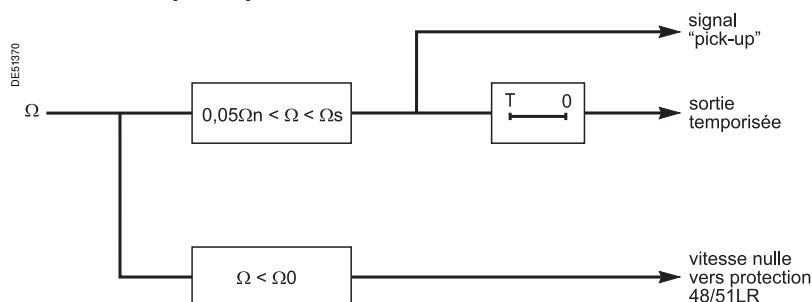 signal
“pick-up”
DE51370
Ω
0,05Ωn < Ω < Ωs
T 0
sortie
temporisée
Ω < Ω0
vitesse nulle
vers protection
48/51LR